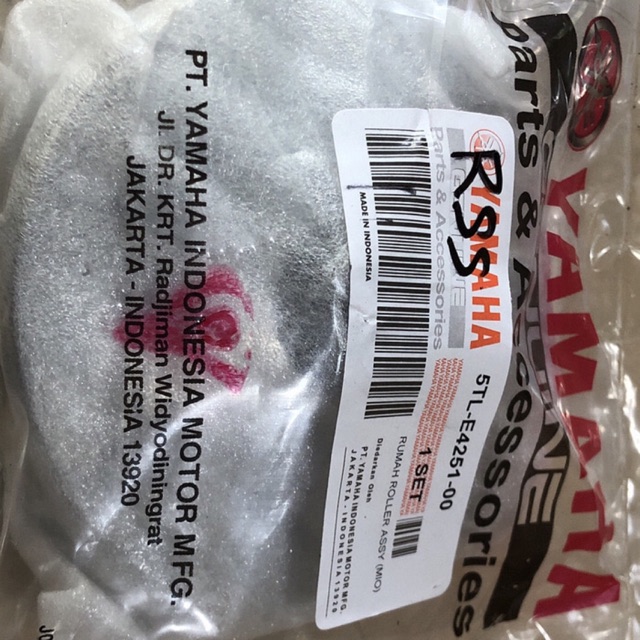 PT. YAMAHA INDONESIA MOTOR MFG.
Jl. DR. KRT. Radjiman Widyodiningrat
JAKARTA - INDONESIA 13920
YAMAHA
Parts & Accessories
RSS
YAMAHA
Parts & Accessories
MADE IN INDONESIA
5TL-E4251-00
1 SET
RUMAH ROLLER ASSY (MIO)
Diedarkan Oleh
PT.YAMAHA INDONESIA MOTOR MFG.
JAKARTA-INDONESIA 13920